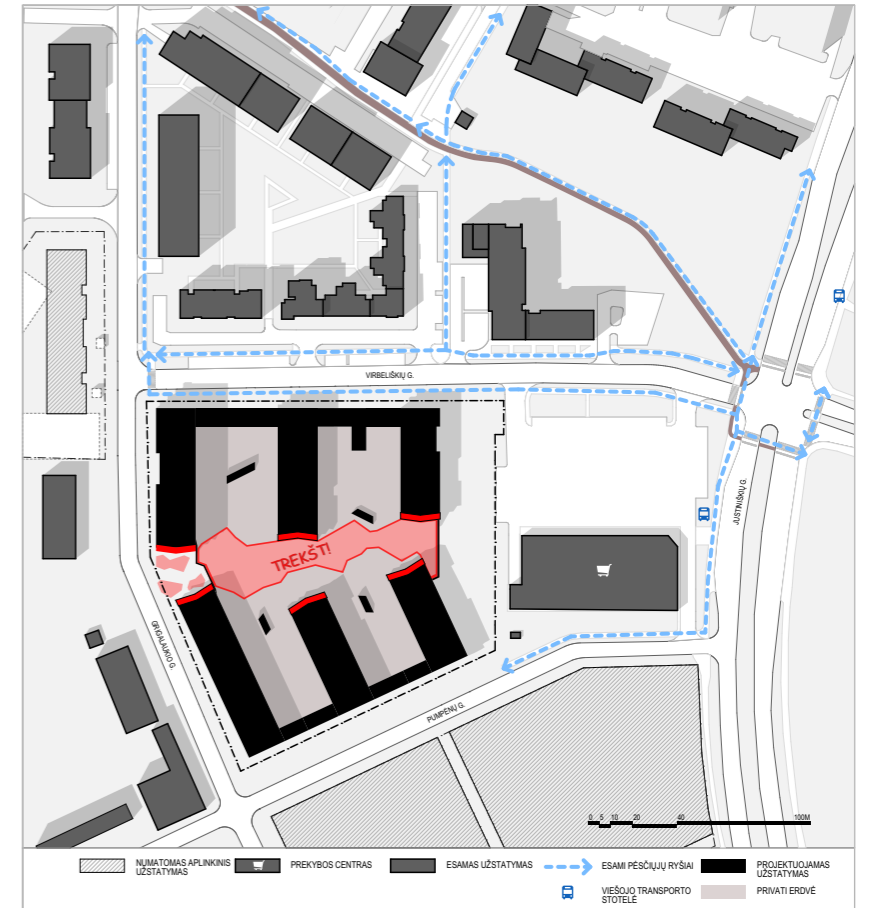 VIRBELIŠKIŲ G.
JUSTINIŠKIŲ G.
TREKŠT!
GRIGALAUKIO G.
PUMPĖNŲ G.
0 5 10 20 40 100M
NUMATOMAS APLINKINIS
UŽSTATYMAS
PREKYBOS CENTRAS
ESAMAS UŽSTATYMAS
ESAMI PĖSČIŲJŲ RYŠIAI
PROJEKTUOJAMAS
UŽSTATYMAS
VIEŠOJO TRANSPORTO
STOTELĖ
PRIVATI ERDVĖ